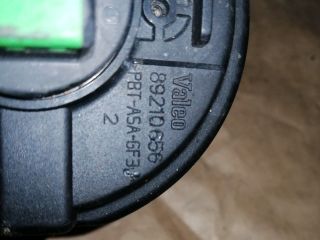 Valeo
89210656
>PBT-ASA-GF30<
2